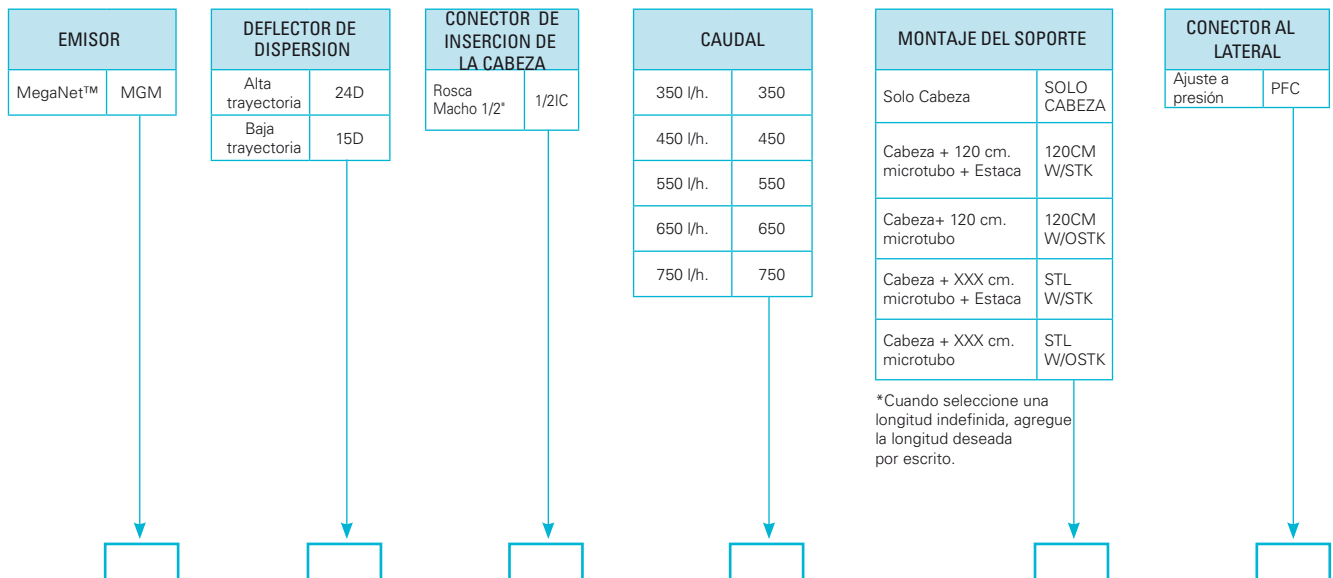 EMISOR
MegaNet™ MGM
DEFLECTOR DE
DISPERSION
Alta
trayectoria
24D
Baja
trayectoria
15D
CONECTOR DE
INSERCION DE
LA CABEZA
Rosca
Macho 1/2"
1/2IC
CAUDAL
350 l/h. 350
450 l/h. 450
550 l/h. 550
650 l/h. 650
750 l/h. 750
MONTAJE DEL SOPORTE
Solo Cabeza
SOLO
CABEZA
Cabeza + 120 cm.
microtubo + Estaca
120CM
W/STK
Cabeza+ 120 cm.
microtubo
120CM
W/OSTK
Cabeza + XXX cm.
microtubo + Estaca
STL
W/STK
Cabeza + XXX cm.
microtubo
STL
W/OSTK
*Cuando seleccione una
longitud indefinida, agregue
la longitud deseada
por escrito.
CONECTOR AL
LATERAL
Ajuste a
presión
PFC